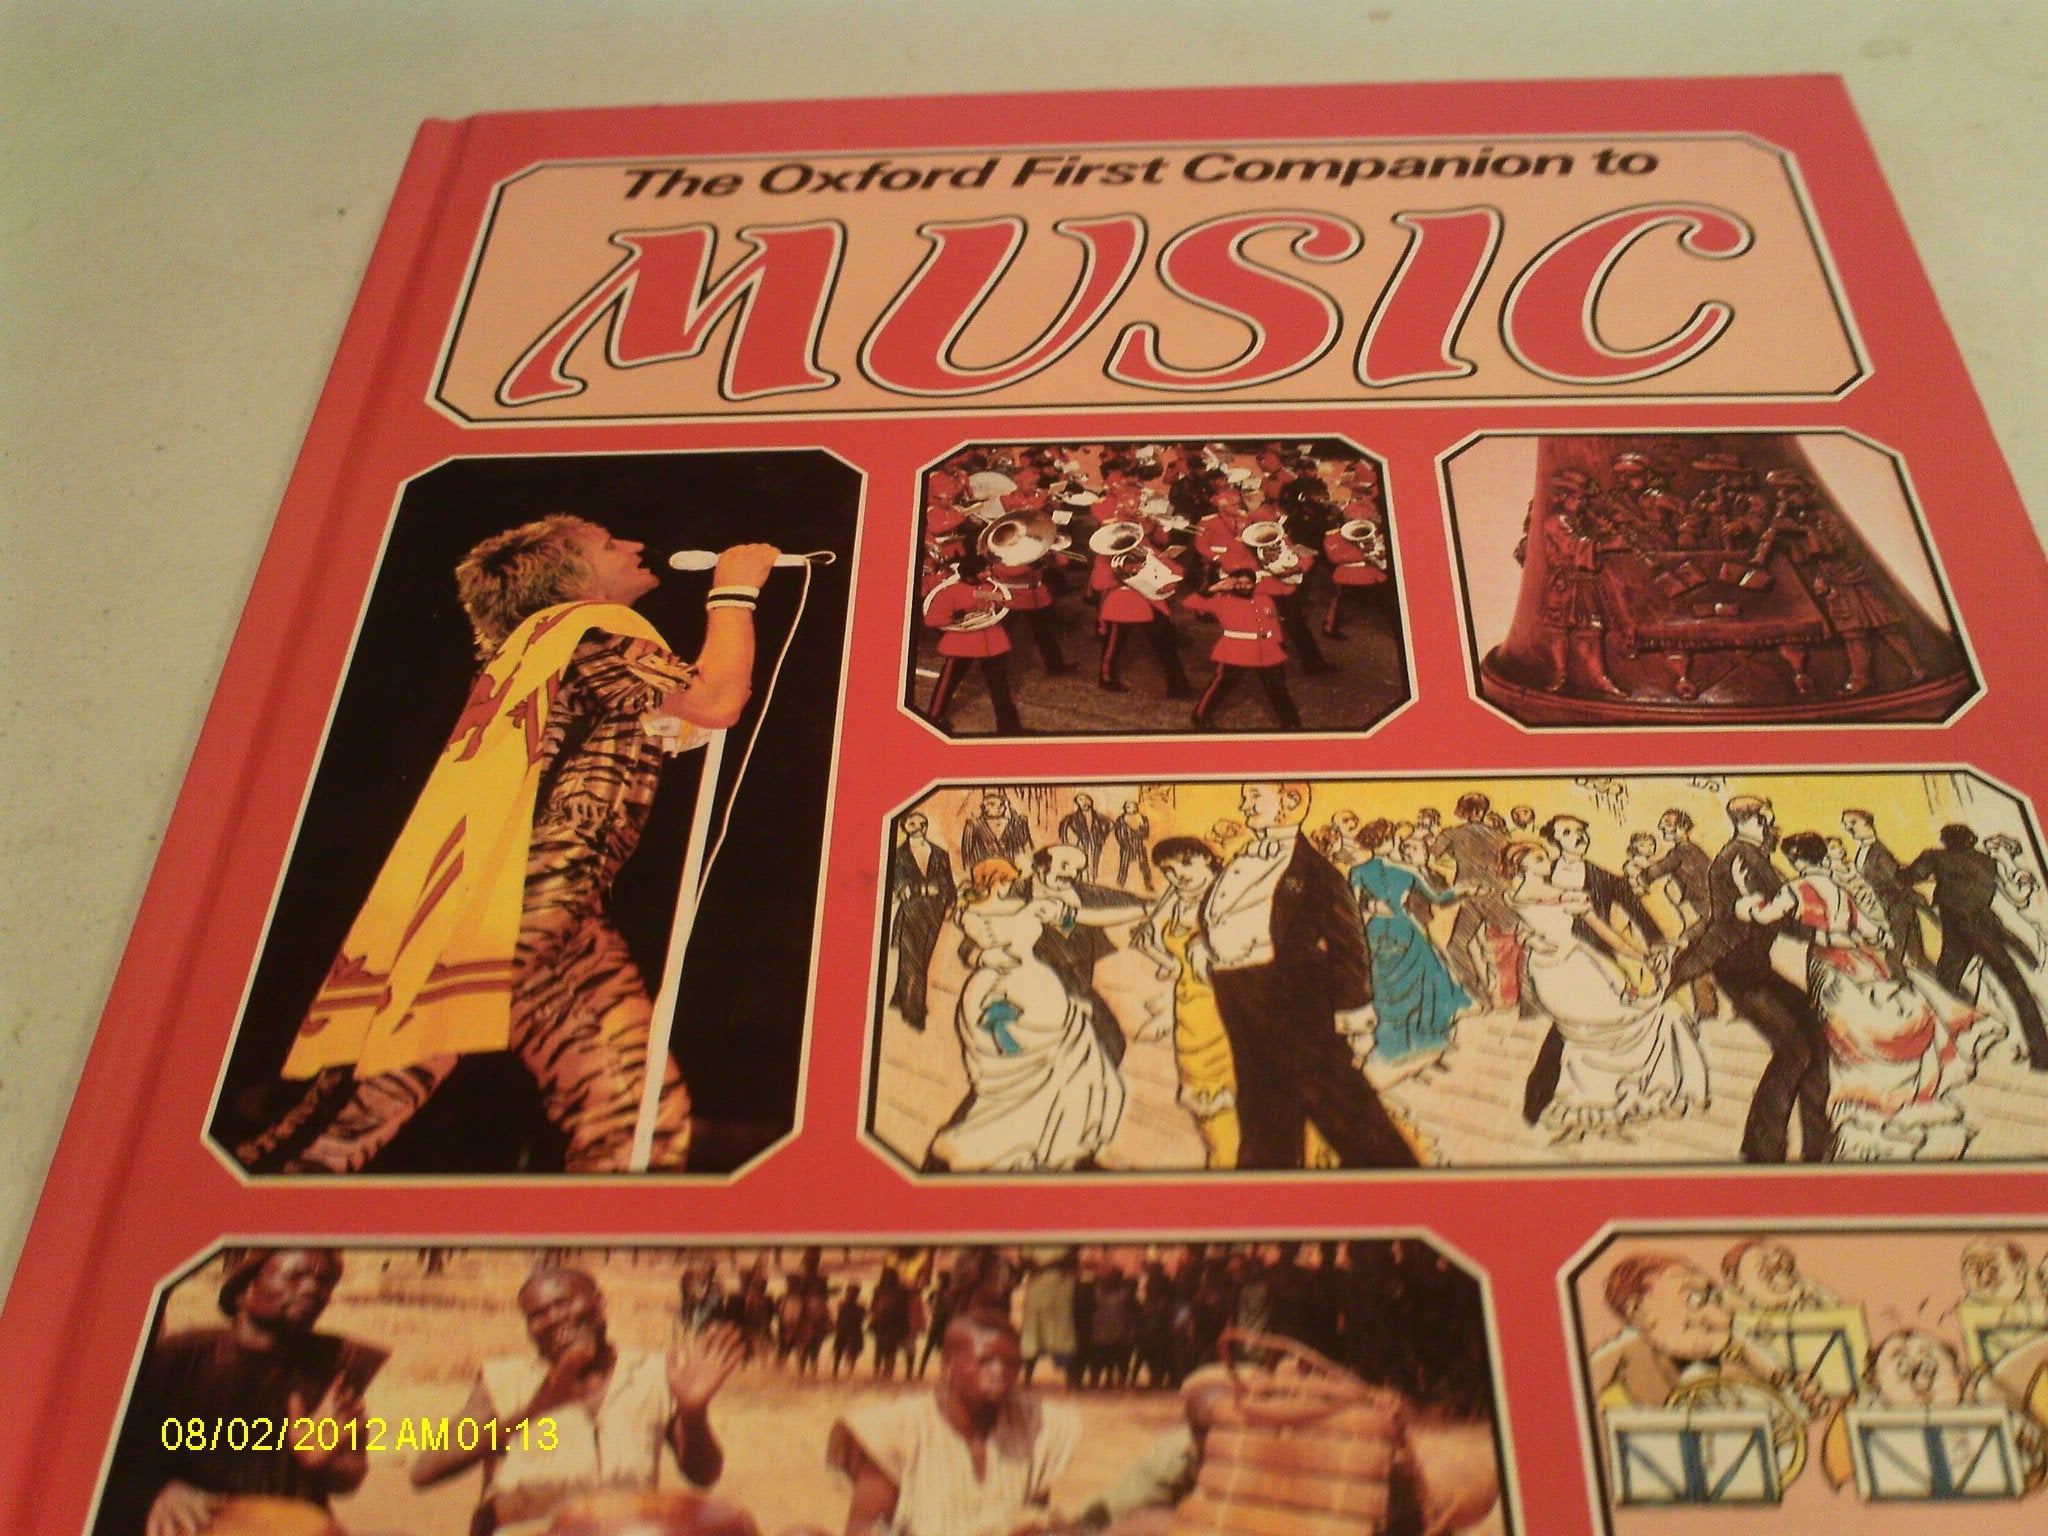 The Oxford First Companion to
MUSIC
08/02/2012 AM 01:13